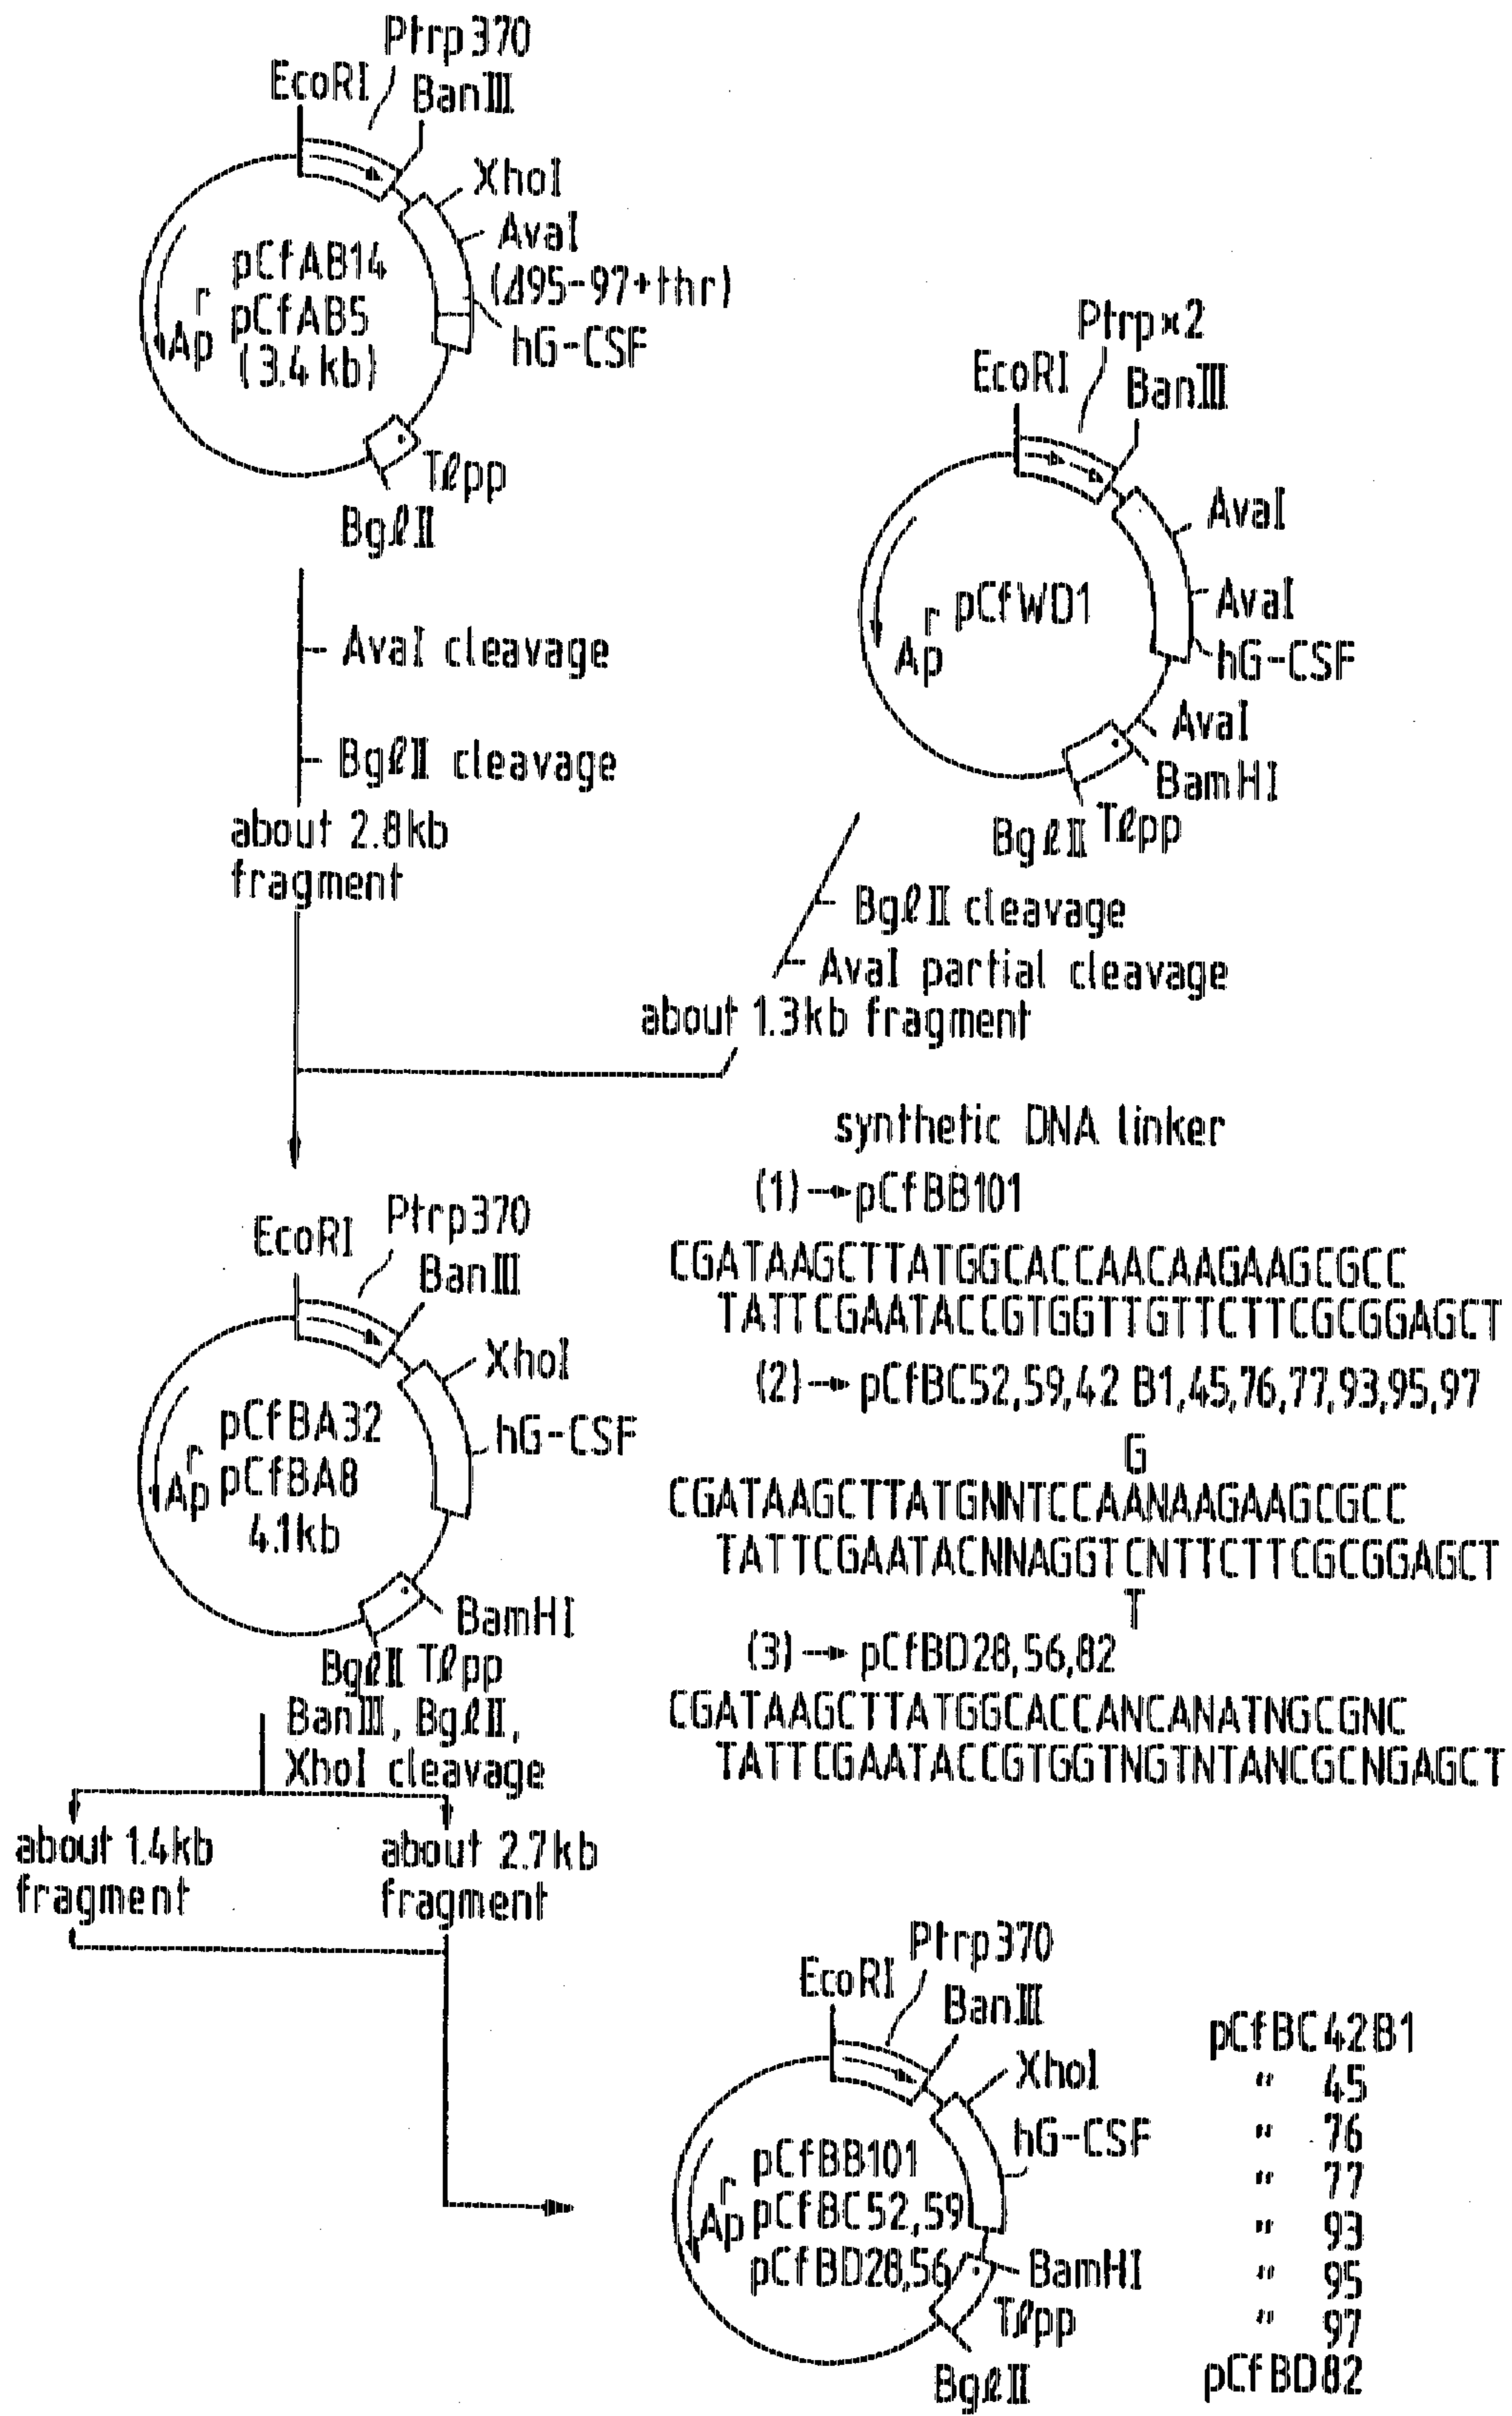 Ptrp370
EcoRI
BanIII
XhoI
AvaI
(Δ95-97+thr)
hG-CSF
pCfAB14
pCfAB5
(3.4 kb)
Apr
Tℓpp
BgℓII
AvaI cleavage
BgℓII cleavage
about 2.8kb
fragment
Ptrp×2
EcoRI
BanIII
AvaI
AvaI
hG-CSF
pCfWD1
Apr
AvaI
BamHI
BgℓII Tℓpp
BgℓII cleavage
AvaI partial cleavage
about 1.3kb fragment
synthetic DNA linker
(1)→pCfBB101
CGATAAGCTTATGGCACCAACAAGAAGCGCC
TATTCGAATACCGTGGTTGTTCTTCGCGGAGCT
(2)→ pCfBC52,59,42 B1,45,76,77,93,95,97
G
CGATAAGCTTATGNNTCCAANAAGAAGCGCC
TATTCGAATACNNAGGTCNTTCTTCGCGGAGCT
T
(3)→ pCfBD28,56,82
CGATAAGCTTATGGCACCANCANATNGCGNC
TATTCGAATACCGTGGTNGTNTANCGCNGAGCT
Ptrp370
EcoRI
BanIII
XhoI
hG-CSF
pCfBA32
pCfBA8
4.1kb
Apr
BamHI
BgℓII Tℓpp
BanIII, BgℓII,
XhoI cleavage
about 1.4kb
fragment
about 2.7kb
fragment
Ptrp370
EcoRI
BanIII
XhoI
hG-CSF
pCfBB101
pCfBC52,59
pCfBD28,56
Apr
BamHI
Tℓpp
BgℓII
pCfBC42B1
" 45
" 76
" 77
" 93
" 95
" 97
pCfBD82